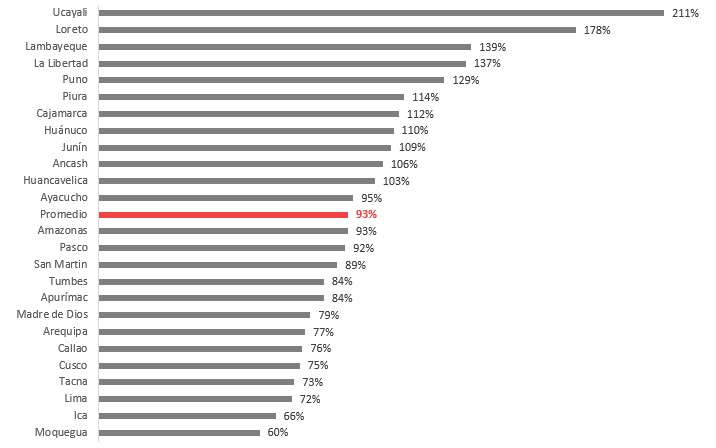 Ucayali 211%
Loreto 178%
Lambayeque 139%
La Libertad 137%
Puno 129%
Piura 114%
Cajamarca 112%
Huánuco 110%
Junín 109%
Ancash 106%
Huancavelica 103%
Ayacucho 95%
Promedio 93%
Amazonas 93%
Pasco 92%
San Martin 89%
Tumbes 84%
Apurímac 84%
Madre de Dios 79%
Arequipa 77%
Callao 76%
Cusco 75%
Tacna 73%
Lima 72%
Ica 66%
Moquegua 60%